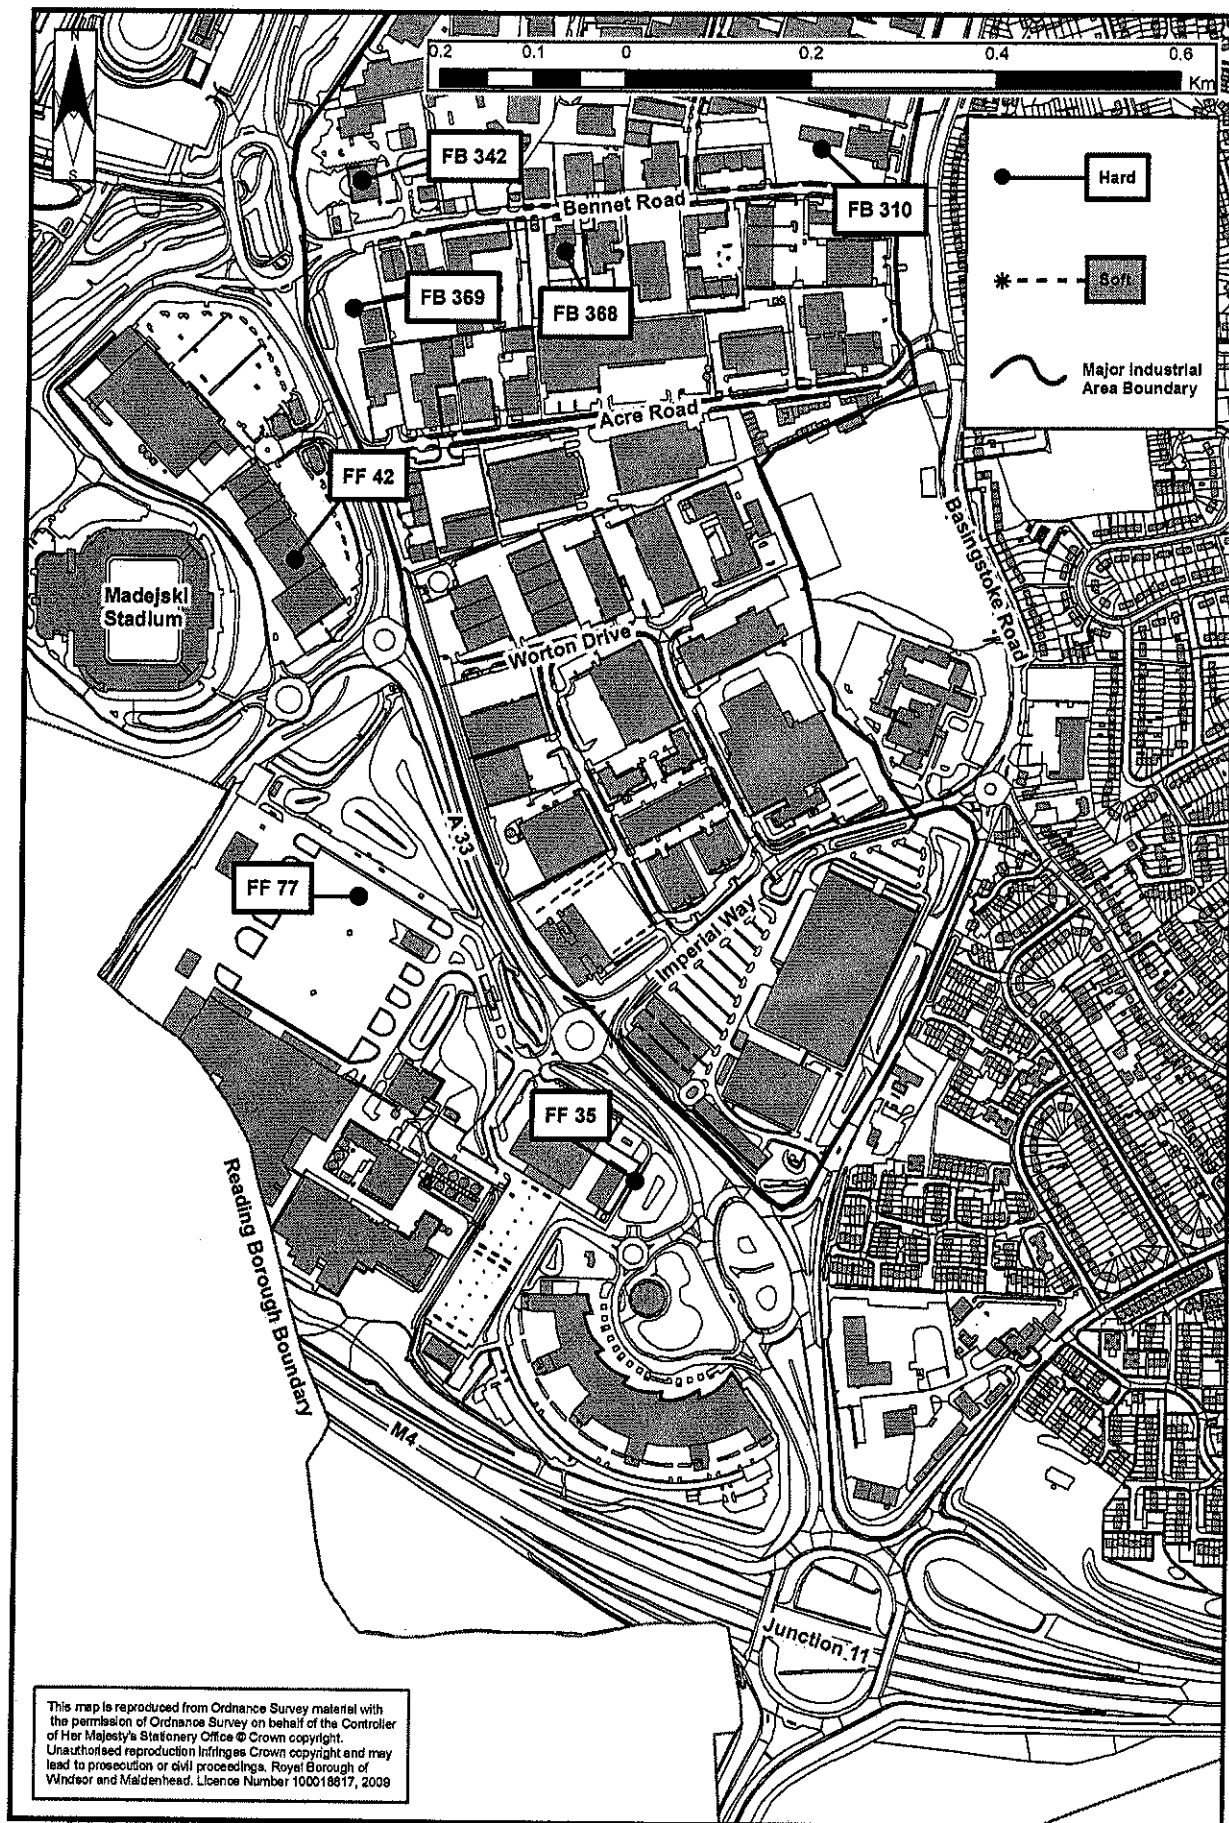 N
S
0.2 0.1 0 0.2 0.4 0.6
Km
Hard
Soft
Major Industrial
Area Boundary
FB 342
Bennet Road
FB 310
FB 369
FB 368
Acre Road
FF 42
Basingstoke Road
Madejski
Stadium
Worton Drive
A 33
FF 77
Imperial Way
FF 35
Reading Borough Boundary
M4
Junction 11
This map is reproduced from Ordnance Survey material with
the permission of Ordnance Survey on behalf of the Controller
of Her Majesty's Stationery Office © Crown copyright.
Unauthorised reproduction infringes Crown copyright and may
lead to prosecution or civil proceedings. Royal Borough of
Windsor and Maidenhead. Licence Number 100018817, 2009